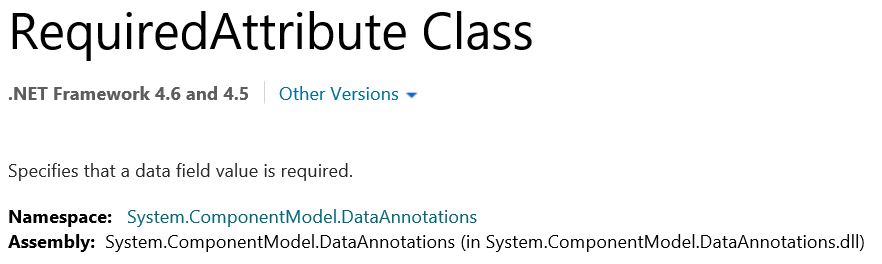 RequiredAttribute Class
.NET Framework 4.6 and 4.5 Other Versions
Specifies that a data field value is required.
Namespace: System.ComponentModel.DataAnnotations
Assembly: System.ComponentModel.DataAnnotations (in System.ComponentModel.DataAnnotations.dll)